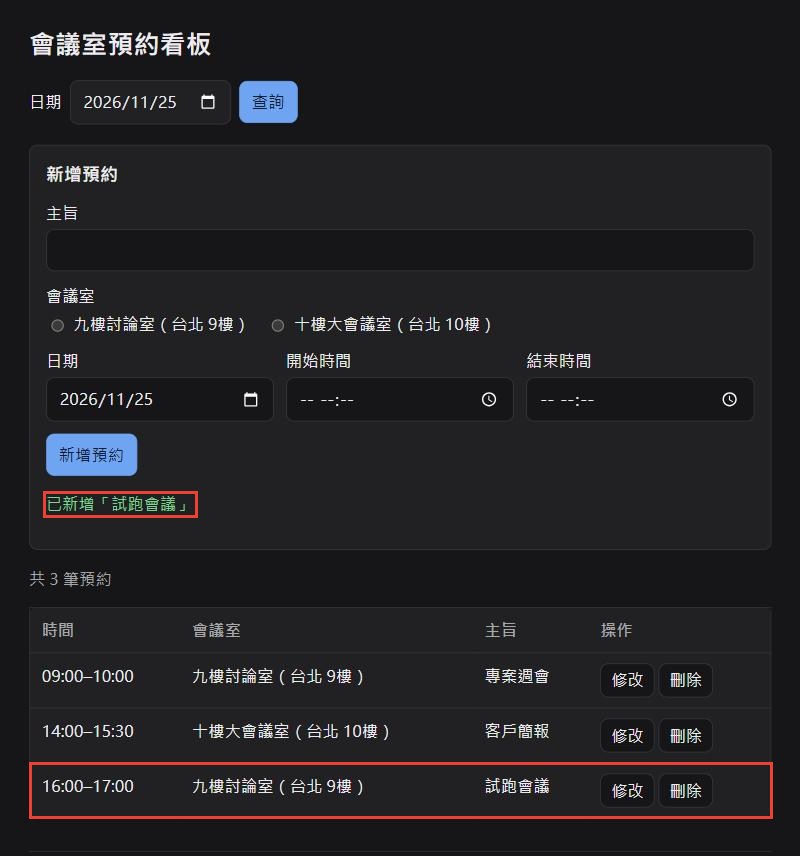 會議室預約看板
日期 2026/11/25 查詢
新增預約
主旨
會議室
九樓討論室（台北 9樓） 十樓大會議室（台北 10樓）
日期 開始時間 結束時間
2026/11/25 -- --:-- -- --:--
新增預約
已新增「試跑會議」
共 3 筆預約
時間 會議室 主旨 操作
09:00–10:00 九樓討論室（台北 9樓） 專案週會 修改 刪除
14:00–15:30 十樓大會議室（台北 10樓） 客戶簡報 修改 刪除
16:00–17:00 九樓討論室（台北 9樓） 試跑會議 修改 刪除